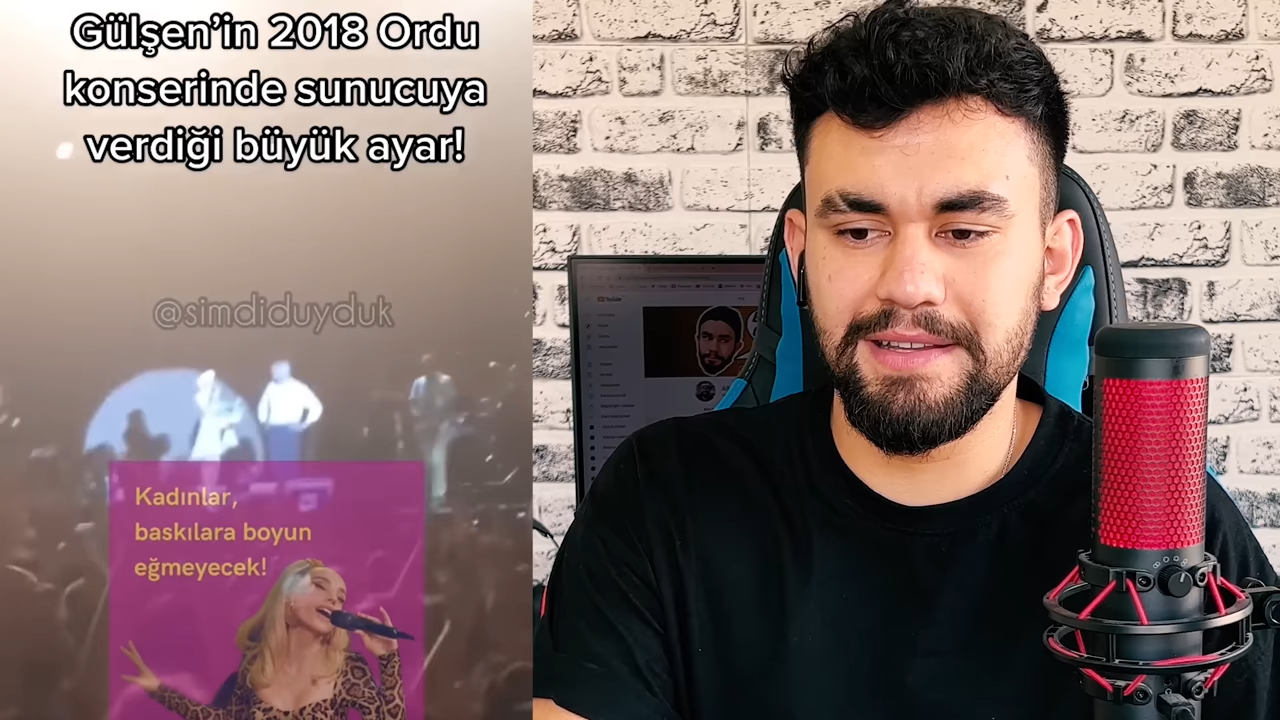 Gülşen'in 2018 Ordu
konserinde sunucuya
verdiği büyük ayar!
@simdiduyduk
Kadınlar,
baskılara boyun
eğmeyecek!